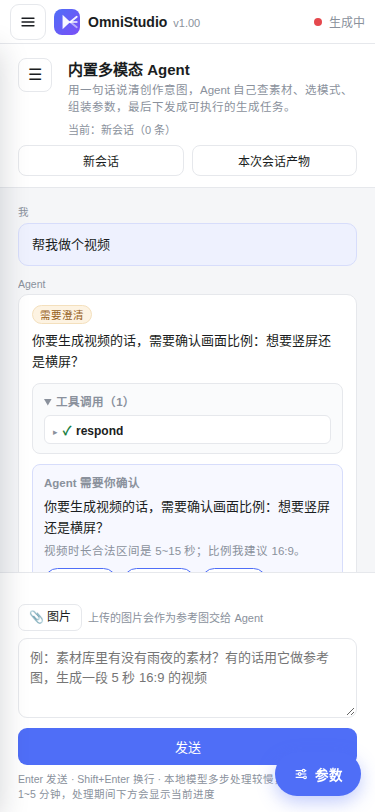 OmniStudio v1.00
生成中
内置多模态 Agent
用一句话说清创作意图，Agent 自己查素材、选模式、
组装参数，最后下发成可执行的生成任务。
当前：新会话（0 条）
新会话
本次会话产物
我
帮我做个视频
Agent
需要澄清
你要生成视频的话，需要确认画面比例：想要竖屏还
是横屏？
▼ 工具调用（1）
▸ ✓ respond
Agent 需要你确认
你要生成视频的话，需要确认画面比例：想要竖屏
还是横屏？
视频时长合法区间是 5~15 秒；比例我建议 16:9。
📎 图片
上传的图片会作为参考图交给 Agent
例：素材库里有没有雨夜的素材？有的话用它做参考
图，生成一段 5 秒 16:9 的视频
发送
Enter 发送 · Shift+Enter 换行 · 本地模型多步处理较慢
参数
1~5 分钟，处理期间下方会显示当前进度